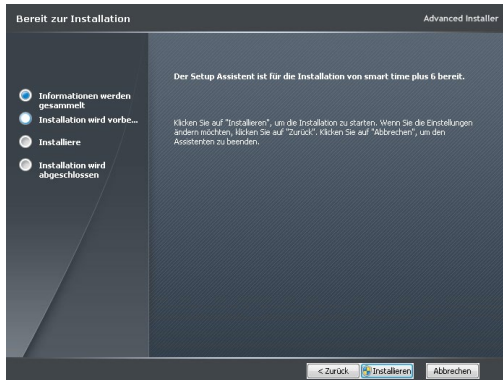 Bereit zur Installation
Advanced Installer
Informationen werden
gesammelt
Installation wird vorbe...
Installiere
Installation wird
abgeschlossen
Der Setup Assistent ist für die Installation von smart time plus 6 bereit.
Klicken Sie auf "Installieren", um die Installation zu starten. Wenn Sie die Einstellungen
ändern möchten, klicken Sie auf "Zurück". Klicken Sie auf "Abbrechen", um den
Assistenten zu beenden.
< Zurück
Installieren
Abbrechen